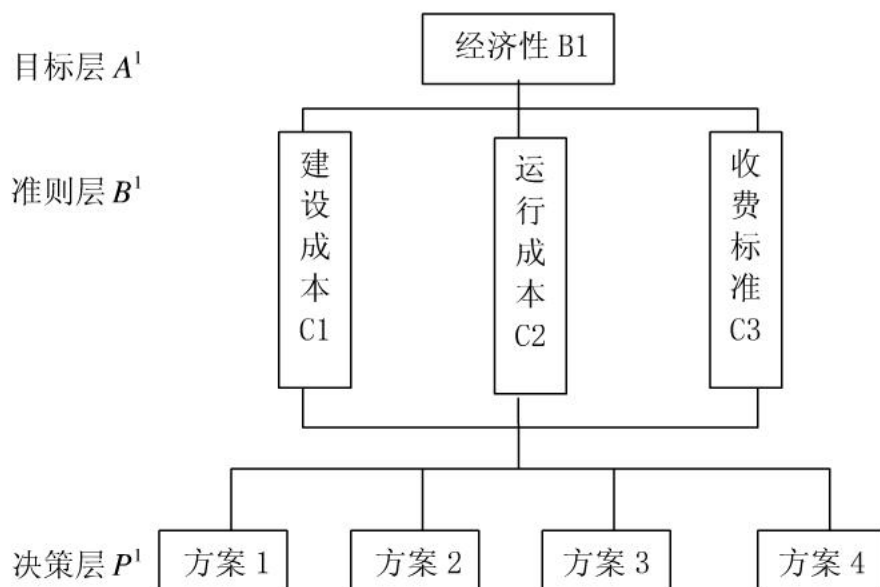 经济性 B1
目标层 A¹
准则层 B¹
建设成本 C1
运行成本 C2
收费标准 C3
决策层 P¹
方案 1
方案 2
方案 3
方案 4